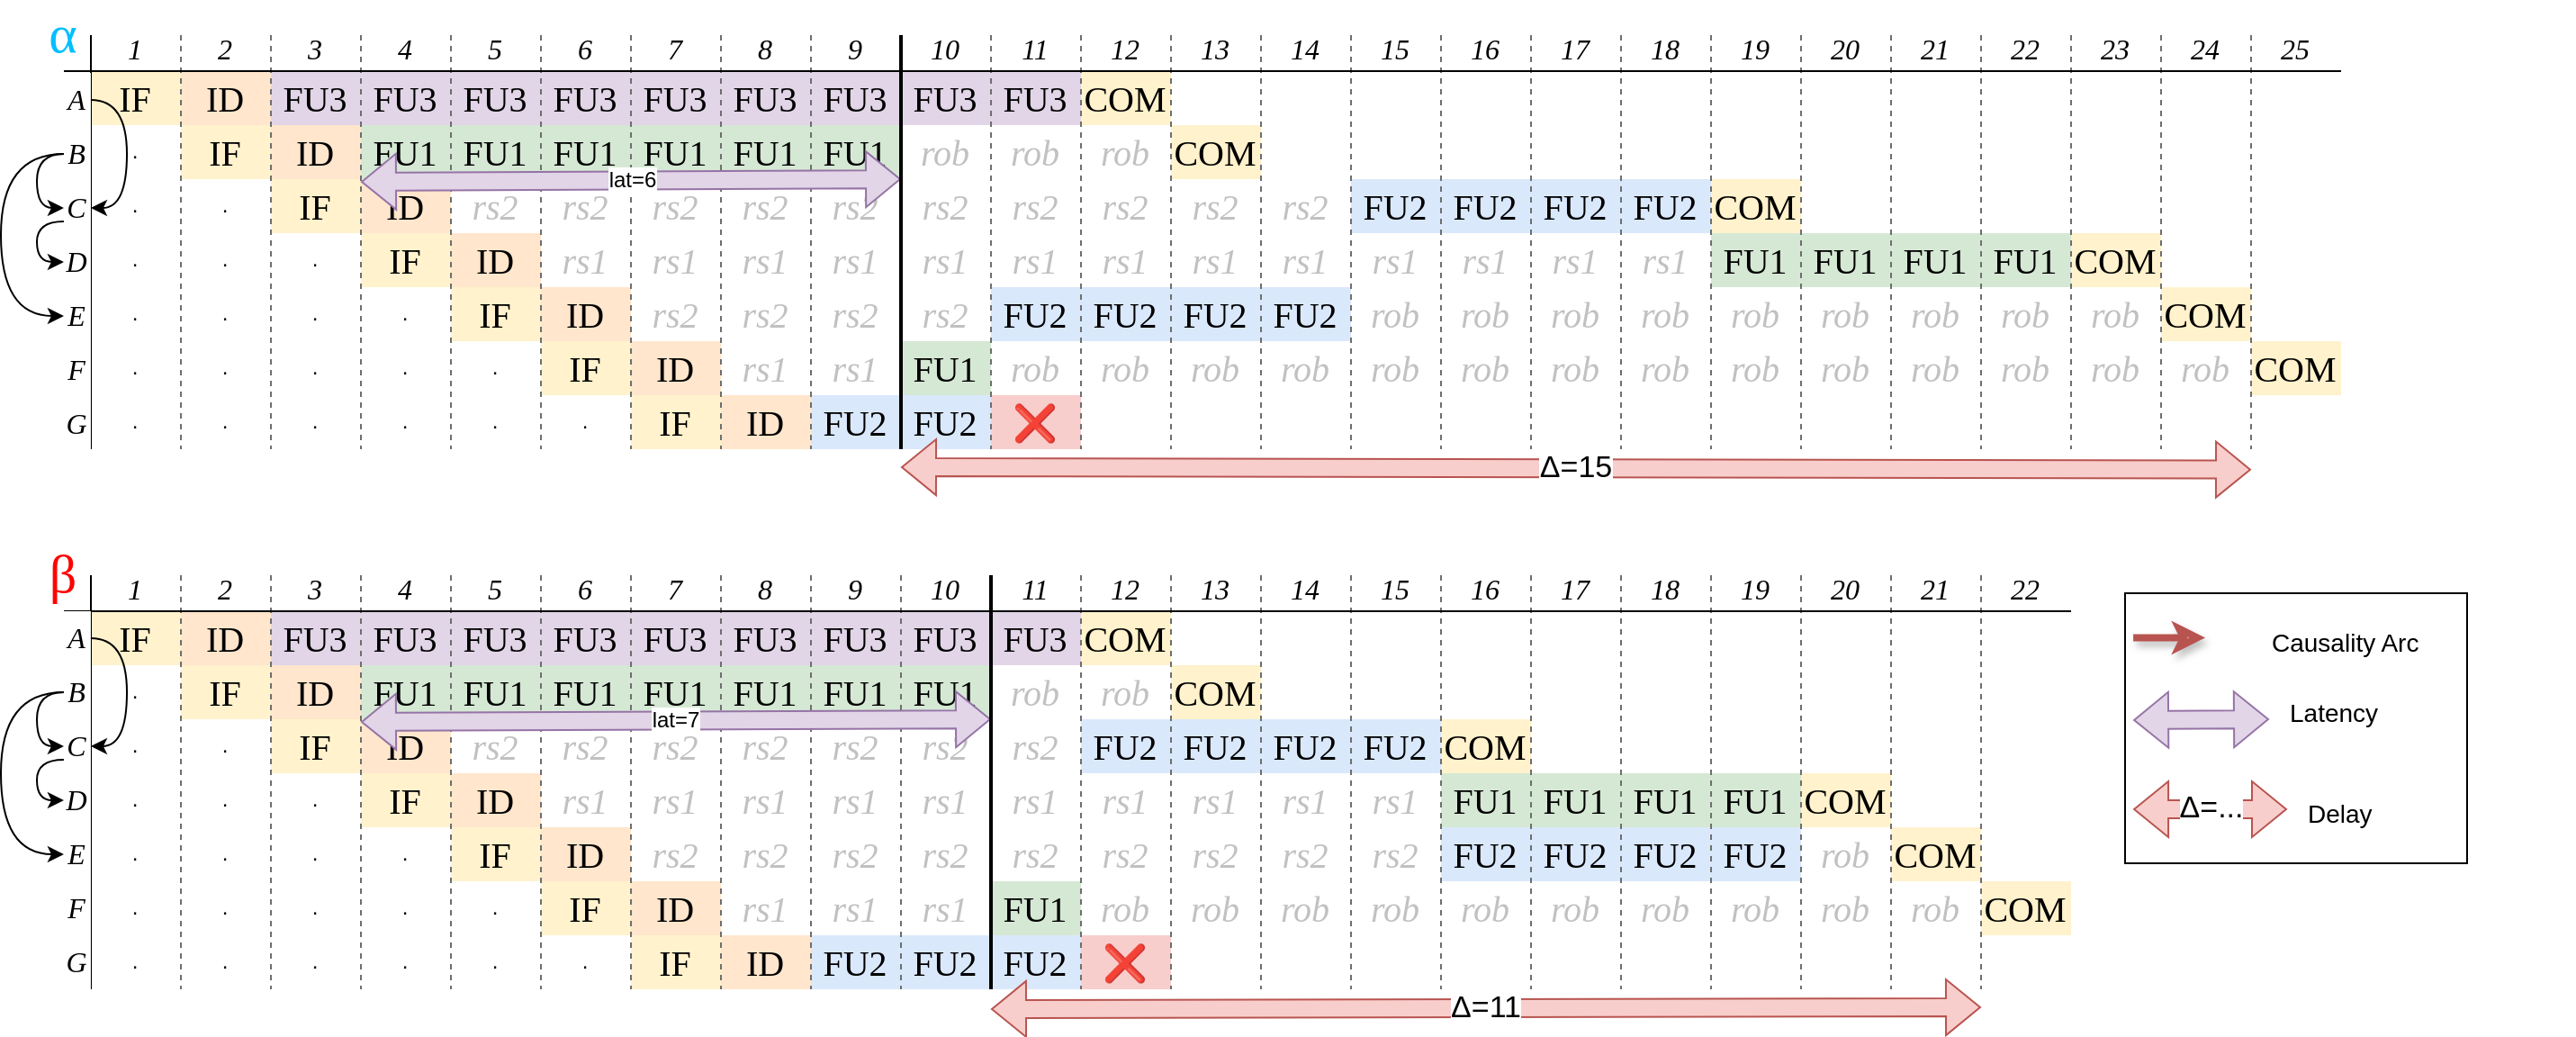 α
1 2 3 4 5 6 7 8 9 10 11 12 13 14 15 16 17 18 19 20 21 22 23 24 25
A IF ID FU3 FU3 FU3 FU3 FU3 FU3 FU3 FU3 FU3 COM
B . IF ID FU1 FU1 FU1 FU1 FU1 FU1 rob rob rob COM
lat=6
C . . IF ID rs2 rs2 rs2 rs2 rs2 rs2 rs2 rs2 rs2 rs2 FU2 FU2 FU2 FU2 COM
D . . . IF ID rs1 rs1 rs1 rs1 rs1 rs1 rs1 rs1 rs1 rs1 rs1 rs1 rs1 FU1 FU1 FU1 FU1 COM
E . . . . IF ID rs2 rs2 rs2 rs2 FU2 FU2 FU2 FU2 rob rob rob rob rob rob rob rob rob COM
F . . . . . IF ID rs1 rs1 FU1 rob rob rob rob rob rob rob rob rob rob rob rob rob rob COM
G . . . . . . IF ID FU2 FU2 ❌
Δ=15
β
1 2 3 4 5 6 7 8 9 10 11 12 13 14 15 16 17 18 19 20 21 22
A IF ID FU3 FU3 FU3 FU3 FU3 FU3 FU3 FU3 FU3 COM
B . IF ID FU1 FU1 FU1 FU1 FU1 FU1 FU1 rob rob COM
lat=7
C . . IF ID rs2 rs2 rs2 rs2 rs2 rs2 rs2 FU2 FU2 FU2 FU2 COM
D . . . IF ID rs1 rs1 rs1 rs1 rs1 rs1 rs1 rs1 rs1 rs1 FU1 FU1 FU1 FU1 COM
E . . . . IF ID rs2 rs2 rs2 rs2 rs2 rs2 rs2 rs2 rs2 FU2 FU2 FU2 FU2 rob COM
F . . . . . IF ID rs1 rs1 rs1 FU1 rob rob rob rob rob rob rob rob rob rob COM
G . . . . . . IF ID FU2 FU2 FU2 ❌
Δ=11
Causality Arc
Latency
Δ=... Delay